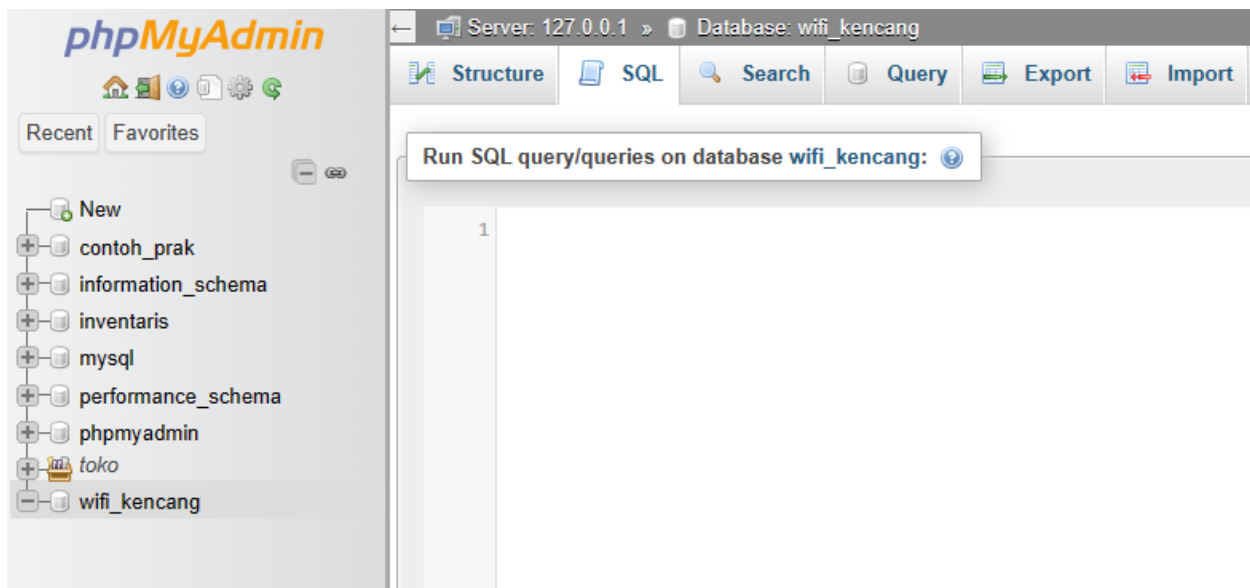 phpMyAdmin
Recent Favorites
New
contoh_prak
information_schema
inventaris
mysql
performance_schema
phpmyadmin
toko
wifi_kencang
← Server: 127.0.0.1 » Database: wifi_kencang
Structure SQL Search Query Export Import
Run SQL query/queries on database wifi_kencang:
1